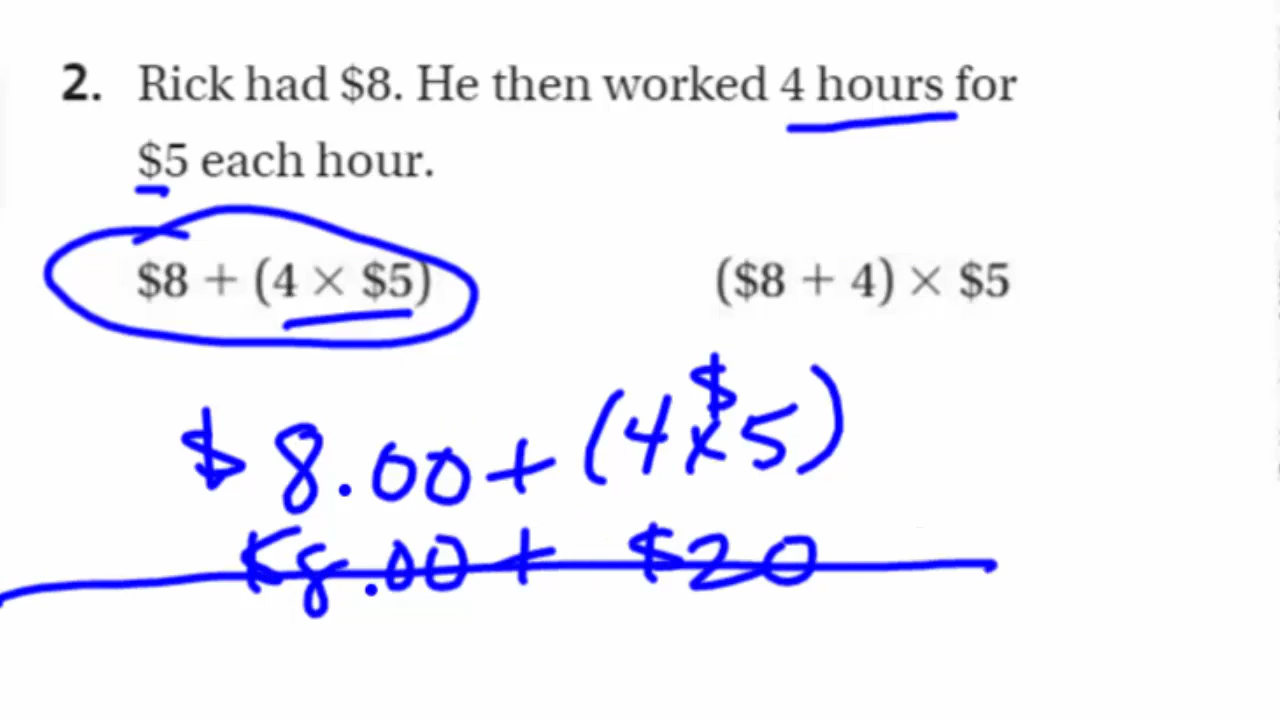 2. Rick had $8. He then worked 4 hours for
$5 each hour.
$8 + (4 × $5)
($8 + 4) × $5
$8.00 + (4 x $5)
$8.00 + $20